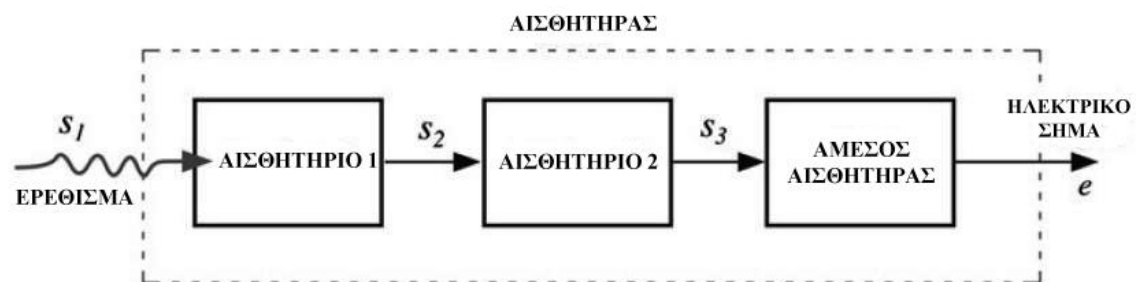 ΑΙΣΘΗΤΗΡΑΣ
s1
ΕΡΕΘΙΣΜΑ
ΑΙΣΘΗΤΗΡΙΟ 1
s2
ΑΙΣΘΗΤΗΡΙΟ 2
s3
ΑΜΕΣΟΣ
ΑΙΣΘΗΤΗΡΑΣ
ΗΛΕΚΤΡΙΚΟ
ΣΗΜΑ
e